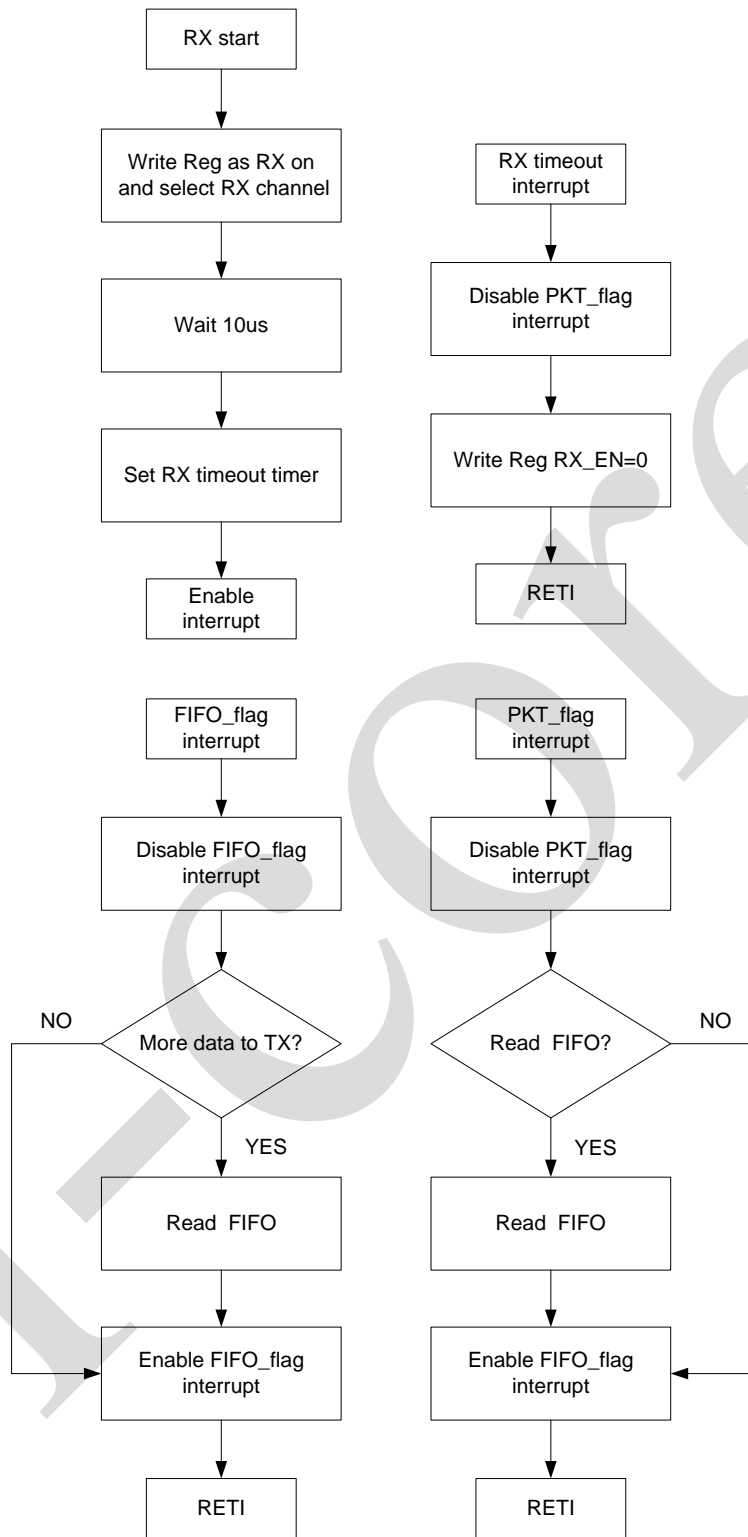 RX start
Write Reg as RX on
and select RX channel
Wait 10us
Set RX timeout timer
Enable
interrupt
RX timeout
interrupt
Disable PKT_flag
interrupt
Write Reg RX_EN=0
RETI
FIFO_flag
interrupt
Disable FIFO_flag
interrupt
More data to TX?
NO
YES
Read FIFO
Enable FIFO_flag
interrupt
RETI
PKT_flag
interrupt
Disable PKT_flag
interrupt
Read FIFO?
NO
YES
Read FIFO
Enable FIFO_flag
interrupt
RETI